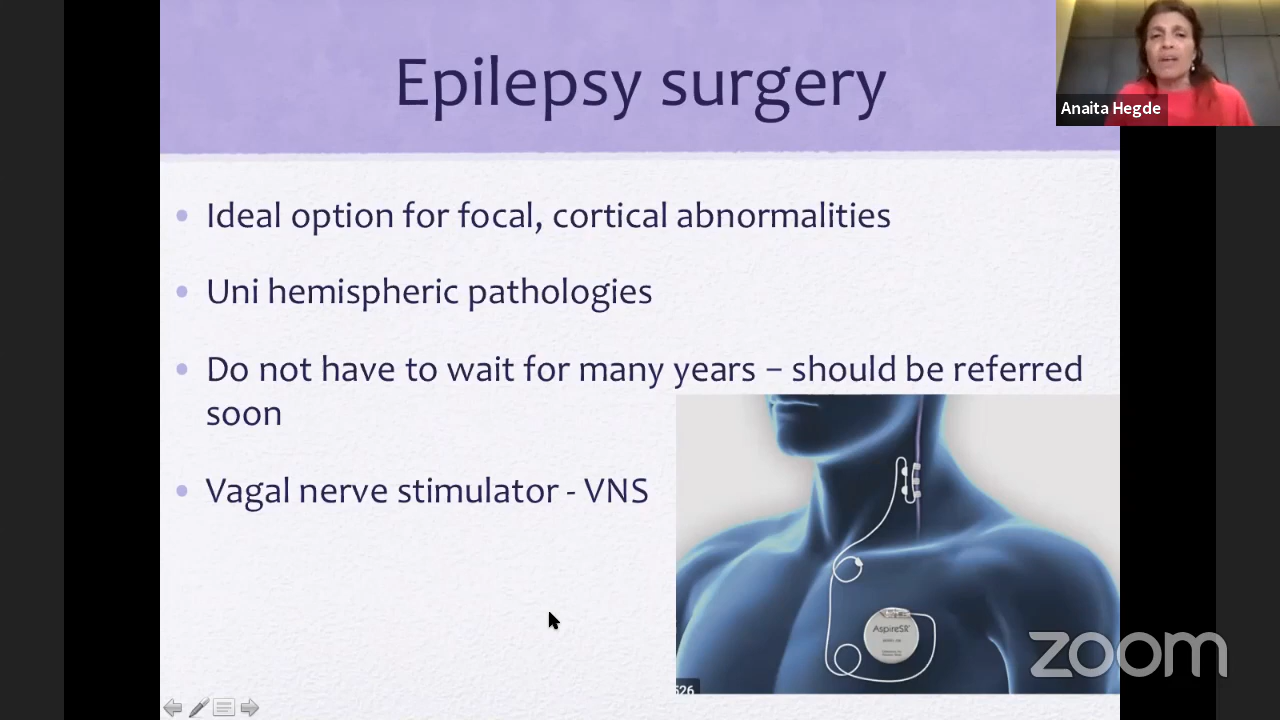 Epilepsy surgery
Anaita Hegde
Ideal option for focal, cortical abnormalities
Uni hemispheric pathologies
Do not have to wait for many years – should be referred
soon
Vagal nerve stimulator - VNS
AspireSR
526
zoom